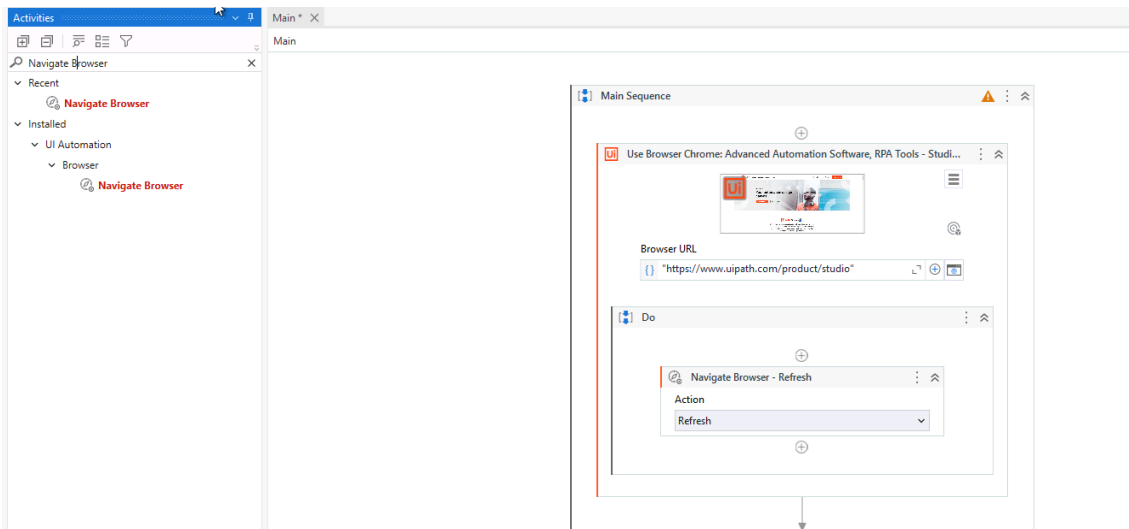 Activities
Main*
Main
Navigate Browser
Recent
Navigate Browser
Installed
UI Automation
Browser
Navigate Browser
Main Sequence
Ui Use Browser Chrome: Advanced Automation Software, RPA Tools - Studi...
Ui
Browser URL
{} "https://www.uipath.com/product/studio"
Do
Navigate Browser - Refresh
Action
Refresh